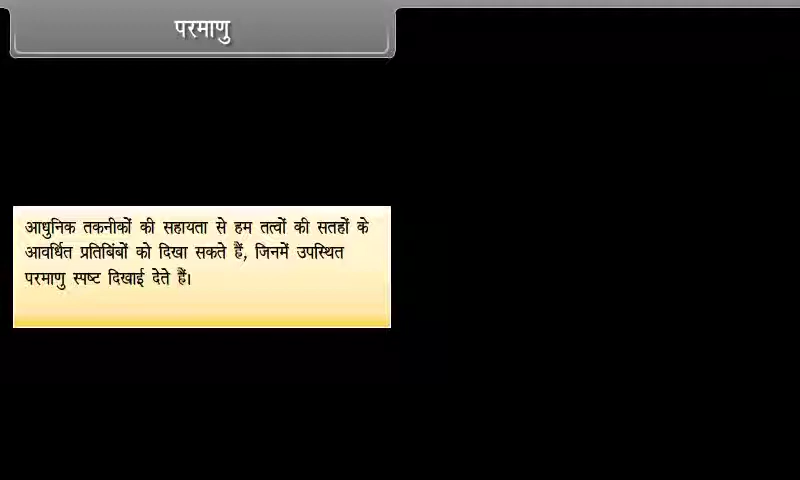 परमाणु
आधुनिक तकनीकों की सहायता से हम तत्वों की सतहों के
आवर्धित प्रतिबिंबों को दिखा सकते हैं, जिनमें उपस्थित
परमाणु स्पष्ट दिखाई देते हैं।